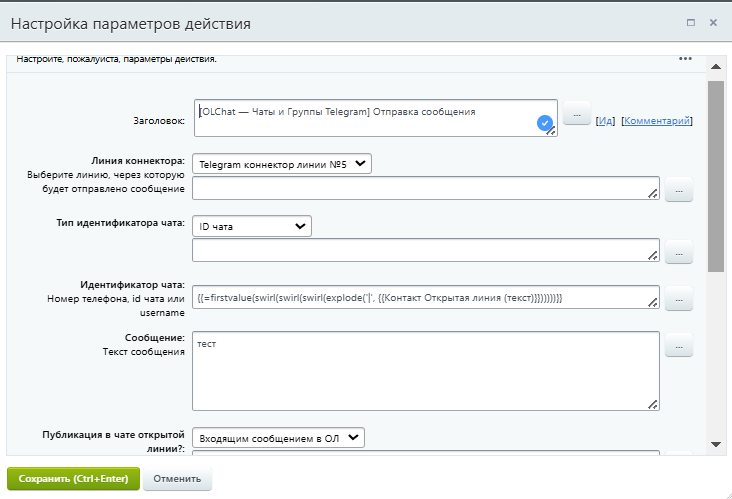 Настройка параметров действия
Настройте, пожалуйста, параметры действия.
Заголовок:
[OLChat — Чаты и Группы Telegram] Отправка сообщения
...
[Ид] [Комментарий]
Линия коннектора:
Выберите линию, через которую
будет отправлено сообщение
Telegram коннектор линии №5
...
Тип идентификатора чата:
ID чата
...
Идентификатор чата:
Номер телефона, id чата или
username
{{=firstvalue(swirl(swirl(swirl(explode('|', {{Контакт Открытая линия (текст)}}))))}}
...
Сообщение:
Текст сообщения
тест
...
Публикация в чате открытой
линии?:
Входящим сообщением в ОЛ
Сохранить (Ctrl+Enter)
Отменить